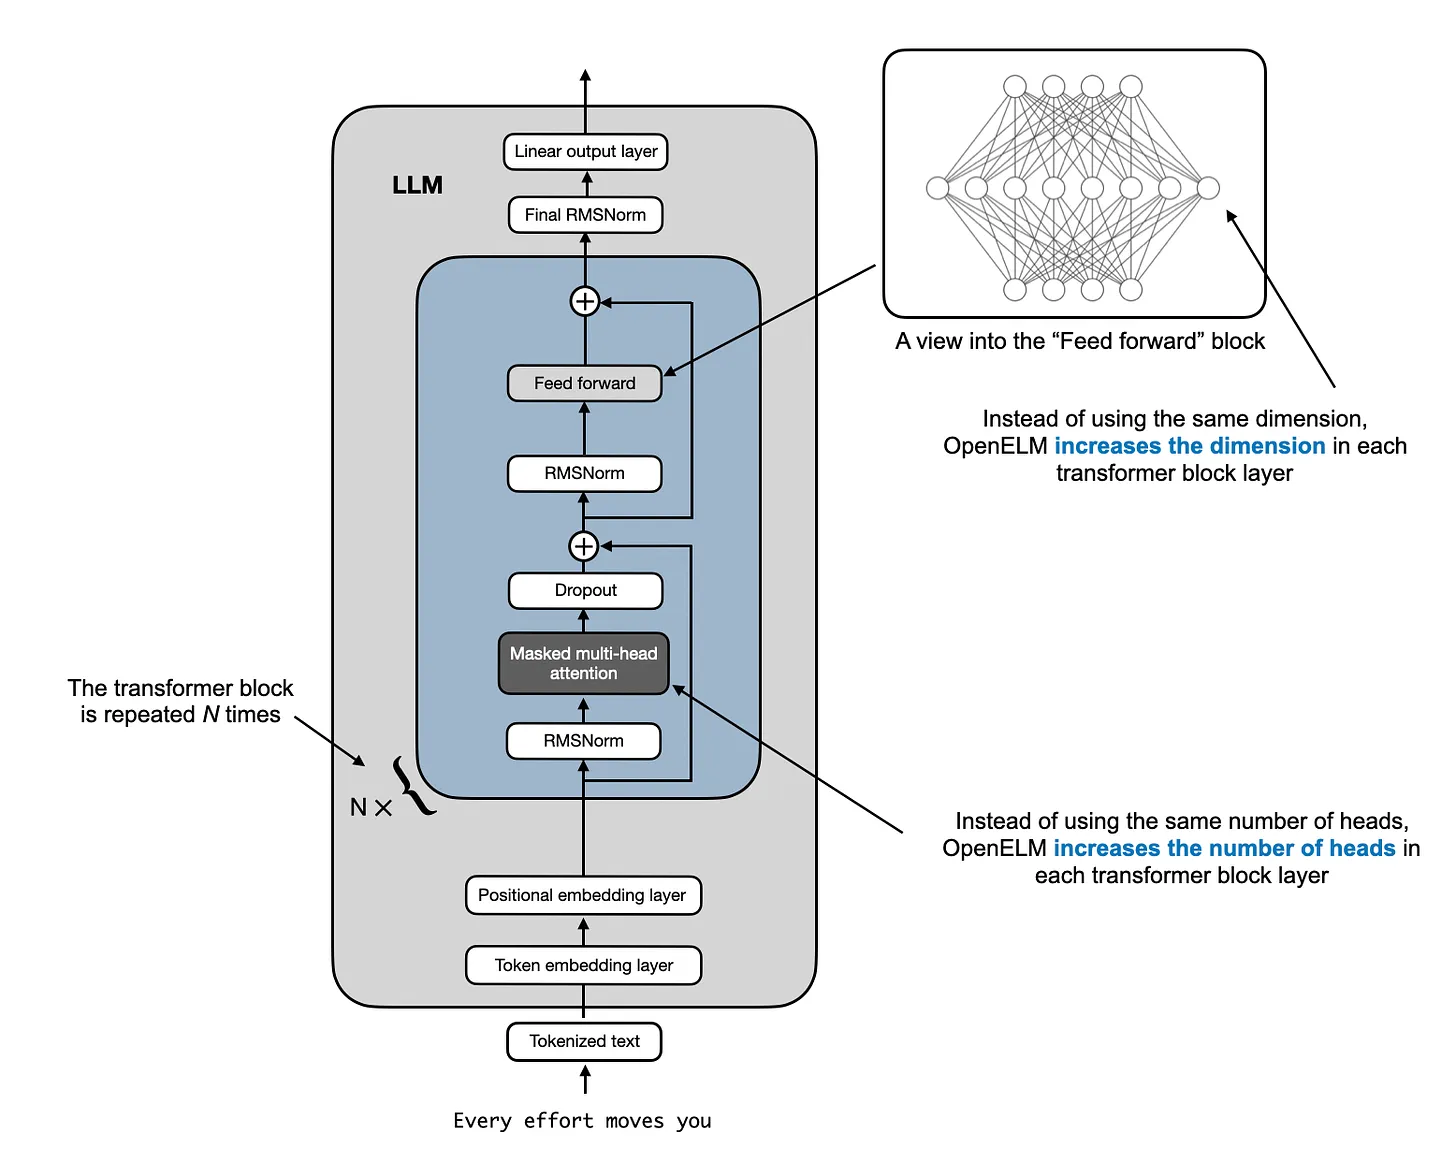 LLM
Linear output layer
Final RMSNorm
Feed forward
RMSNorm
Dropout
Masked multi-head
attention
RMSNorm
N ×
Positional embedding layer
Token embedding layer
Tokenized text
Every effort moves you
The transformer block
is repeated N times
A view into the “Feed forward” block
Instead of using the same dimension,
OpenELM increases the dimension in each
transformer block layer
Instead of using the same number of heads,
OpenELM increases the number of heads in
each transformer block layer